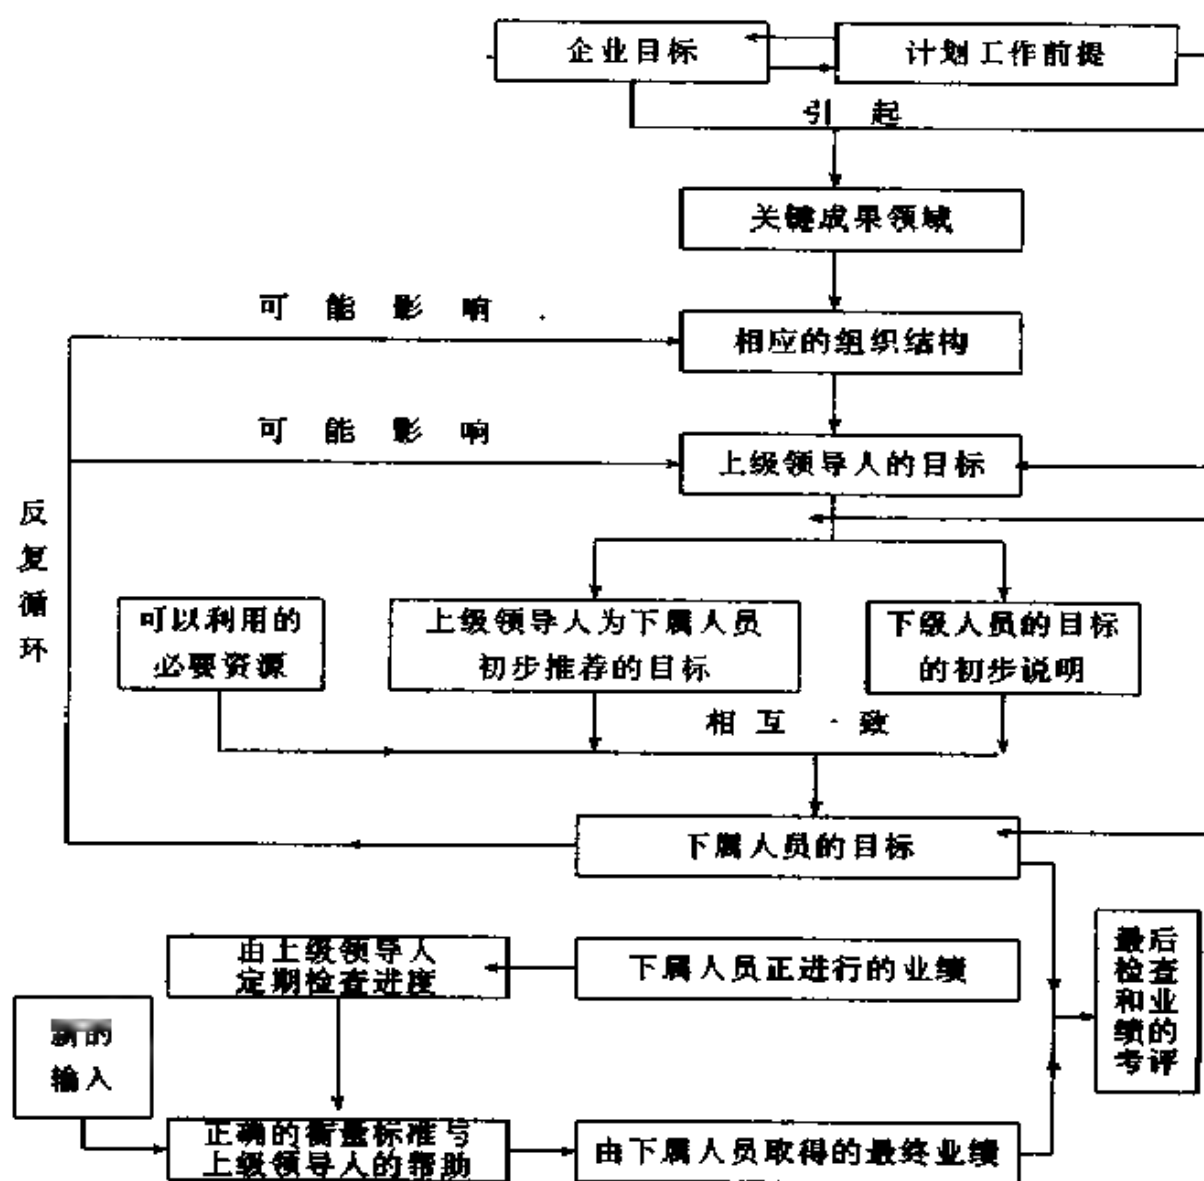 企业目标
计划工作前提
引起
关键成果领域
可能影响
相应的组织结构
可能影响
上级领导人的目标
反复循环
可以利用的
必要资源
上级领导人为下属人员
初步推荐的目标
下级人员的目标
的初步说明
相互一致
下属人员的目标
由上级领导人
定期检查进度
下属人员正进行的业绩
最后
检查
和业
绩的
考评
新的
输入
正确的衡量标准与
上级领导人的帮助
由下属人员取得的最终业绩